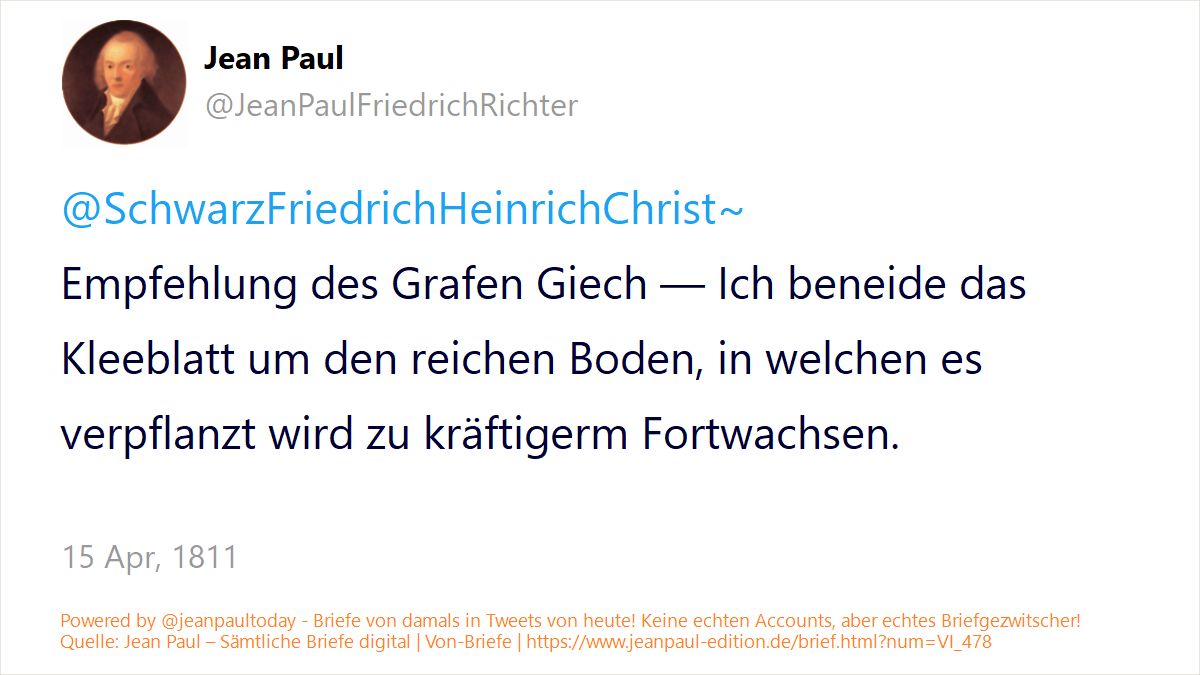 Jean Paul
@JeanPaulFriedrichRichter
@SchwarzFriedrichHeinrichChrist~
Empfehlung des Grafen Giech — Ich beneide das
Kleeblatt um den reichen Boden, in welchen es
verpflanzt wird zu kräftigerm Fortwachsen.
15 Apr, 1811
Powered by @jeanpaultoday - Briefe von damals in Tweets von heute! Keine echten Accounts, aber echtes Briefgezwitscher!
Quelle: Jean Paul – Sämtliche Briefe digital | Von-Briefe | https://www.jeanpaul-edition.de/brief.html?num=VI_478